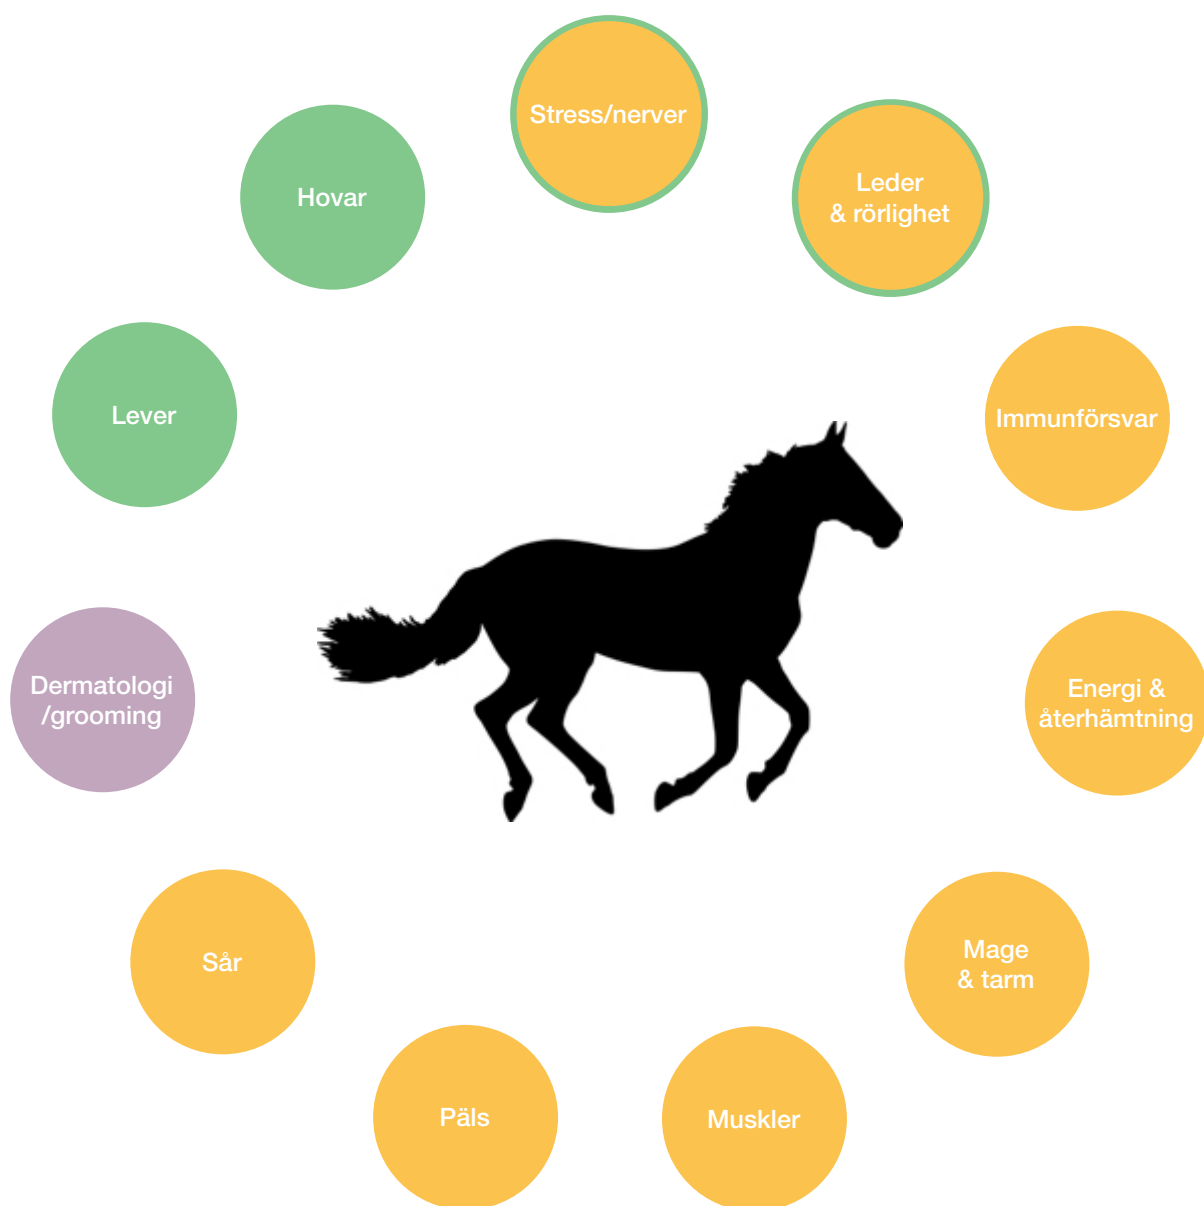 Stress/nerver
Leder
& rörlighet
Hovar
Immunförsvar
Lever
Energi &
återhämtning
Dermatologi
/grooming
Mage
& tarm
Sår
Muskler
Päls